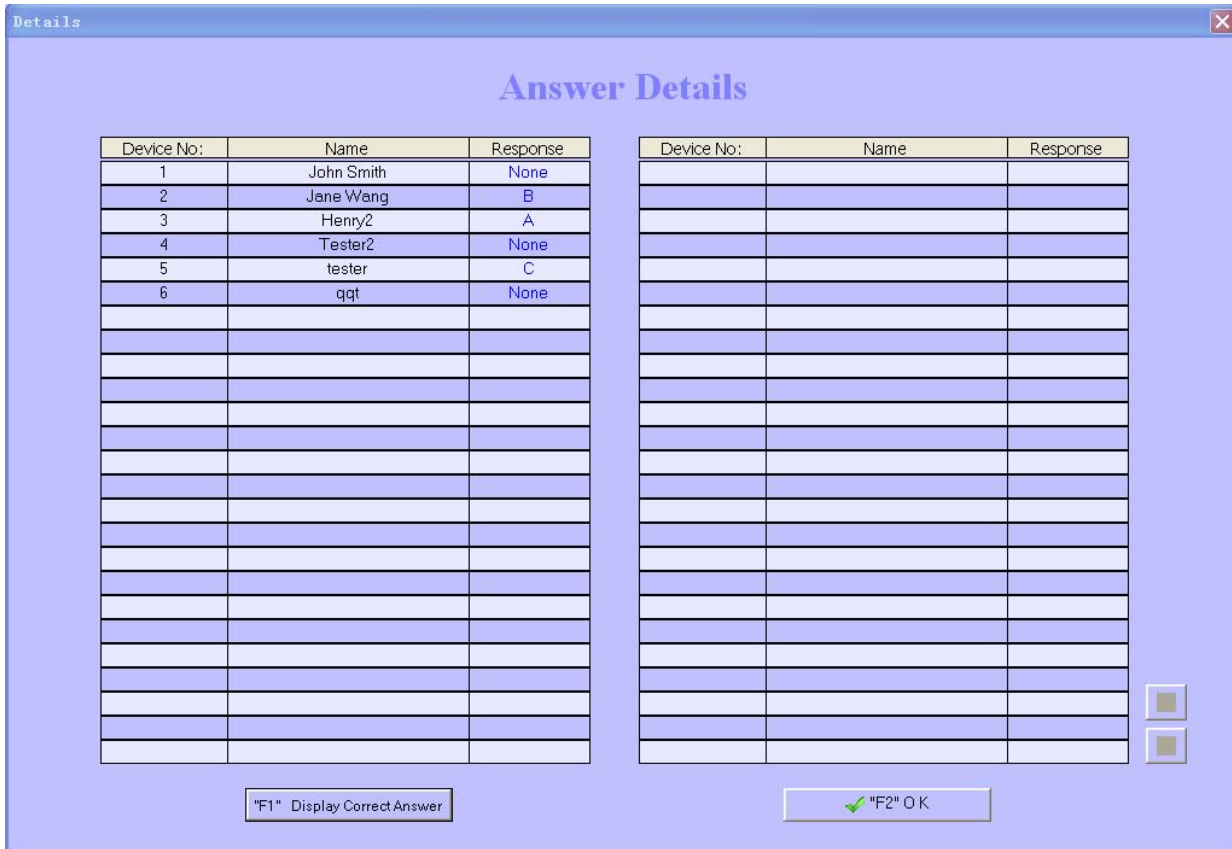 Details
Answer Details
Device No: Name Response
1 John Smith None
2 Jane Wang B
3 Henry2 A
4 Tester2 None
5 tester C
6 qqt None
Device No: Name Response
"F1" Display Correct Answer
"F2" O K